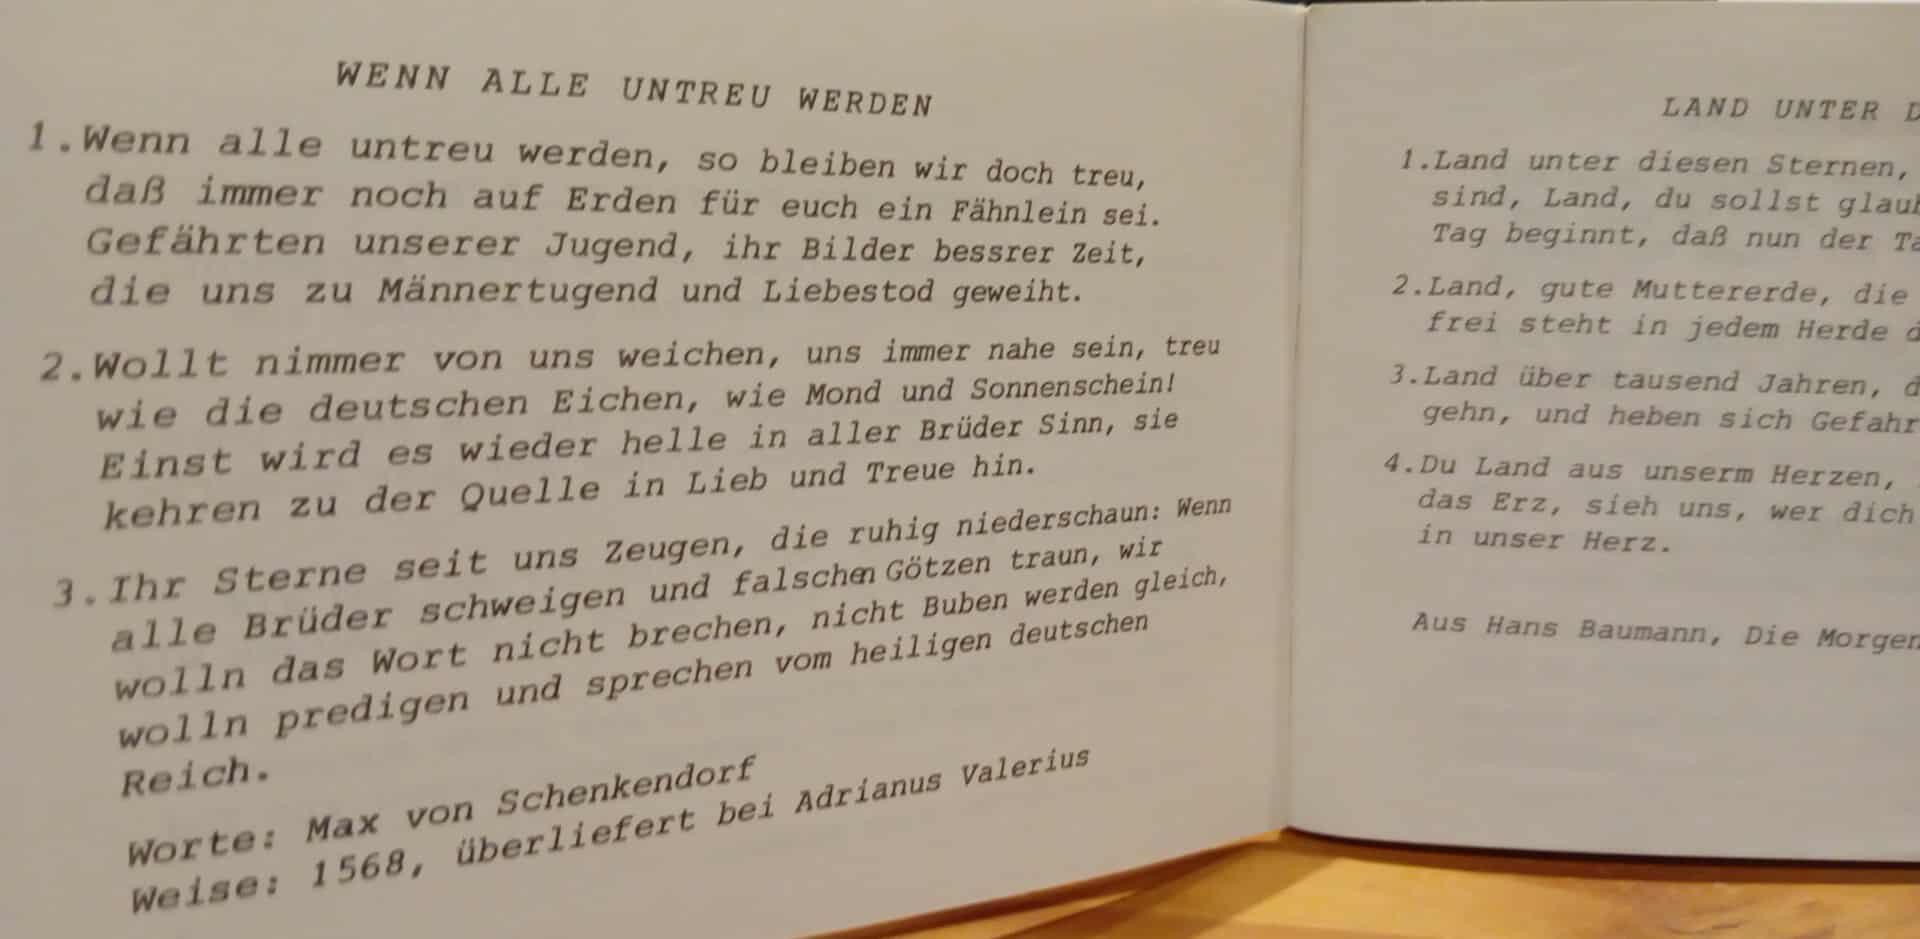 WENN ALLE UNTREU WERDEN
1.Wenn alle untreu werden, so bleiben wir doch treu,
daß immer noch auf Erden für euch ein Fähnlein sei.
Gefährten unserer Jugend, ihr Bilder bessrer Zeit,
die uns zu Männertugend und Liebestod geweiht.
2.Wollt nimmer von uns weichen, uns immer nahe sein, treu
wie die deutschen Eichen, wie Mond und Sonnenschein!
Einst wird es wieder helle in aller Brüder Sinn, sie
kehren zu der Quelle in Lieb und Treue hin.
3.Ihr Sterne seit uns Zeugen, die ruhig niederschaun: Wenn
alle Brüder schweigen und falschen Götzen traun, wir
wolln das Wort nicht brechen, nicht Buben werden gleich,
wolln predigen und sprechen vom heiligen deutschen
Reich.
Worte: Max von Schenkendorf
Weise: 1568, überliefert bei Adrianus Valerius
LAND UNTER
1.Land unter diesen Sternen,
sind, Land, du sollst
Tag beginnt, daß nun der
2.Land, gute Muttererde, die
frei steht in jedem Herde
3.Land über tausend Jahren,
gehn, und heben sich
4.Du Land aus unserm Herzen,
das Erz, sieh uns, wer dich
in unser Herz.
Aus Hans Baumann, Die